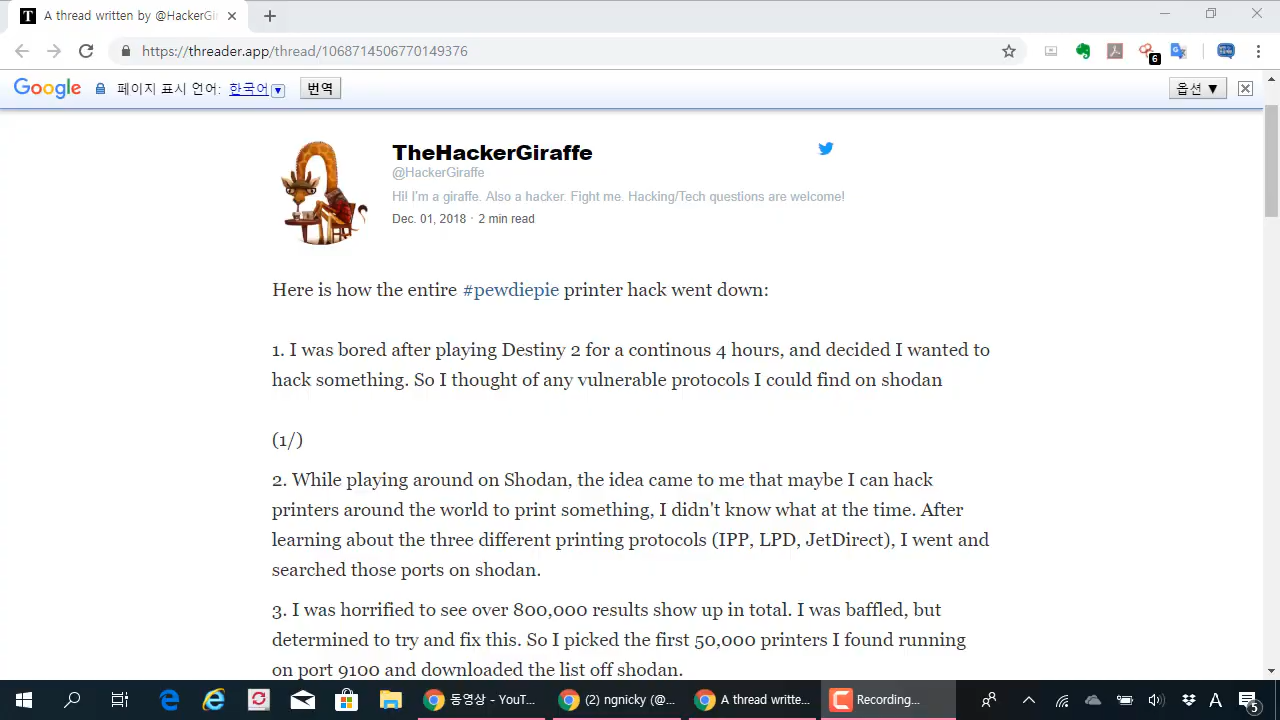 A thread written by @HackerGi
https://threader.app/thread/1068714506770149376
6
Google 페이지 표시 언어: 한국어 번역 옵션 ▼
TheHackerGiraffe
@HackerGiraffe
Hi! I'm a giraffe. Also a hacker. Fight me. Hacking/Tech questions are welcome!
Dec. 01, 2018 · 2 min read
Here is how the entire #pewdiepie printer hack went down:
1. I was bored after playing Destiny 2 for a continous 4 hours, and decided I wanted to
hack something. So I thought of any vulnerable protocols I could find on shodan
(1/)
2. While playing around on Shodan, the idea came to me that maybe I can hack
printers around the world to print something, I didn't know what at the time. After
learning about the three different printing protocols (IPP, LPD, JetDirect), I went and
searched those ports on shodan.
3. I was horrified to see over 800,000 results show up in total. I was baffled, but
determined to try and fix this. So I picked the first 50,000 printers I found running
on port 9100 and downloaded the list off shodan.
동영상 - YouT... (2) ngnicky (@... A thread writte... Recording... A 5